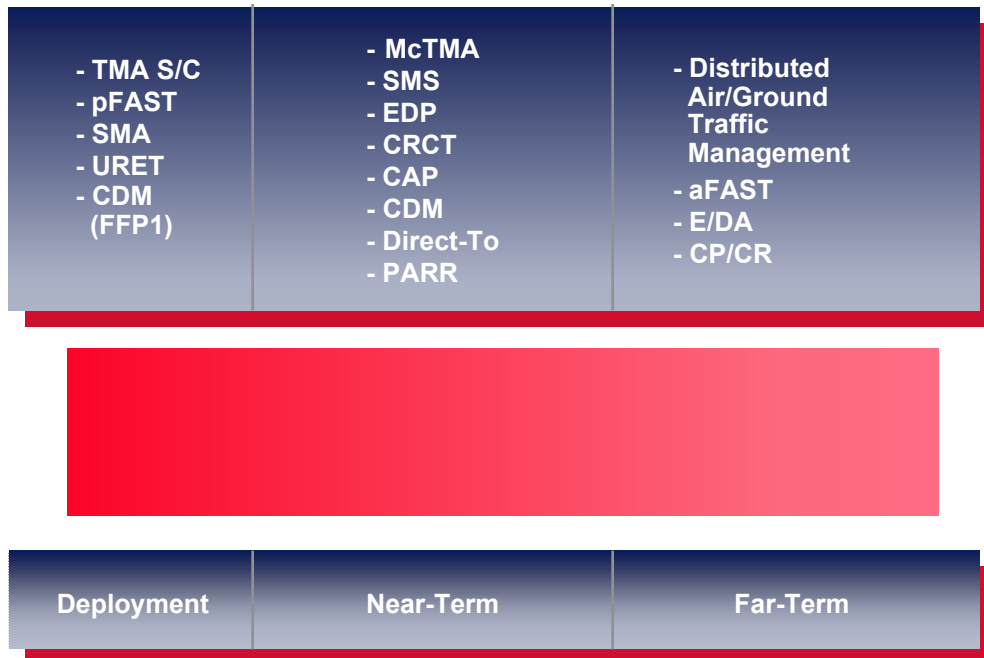 - TMA S/C
- pFAST
- SMA
- URET
- CDM
(FFP1)
- McTMA
- SMS
- EDP
- CRCT
- CAP
- CDM
- Direct-To
- PARR
- Distributed
Air/Ground
Traffic
Management
- aFAST
- E/DA
- CP/CR
Deployment
Near-Term
Far-Term